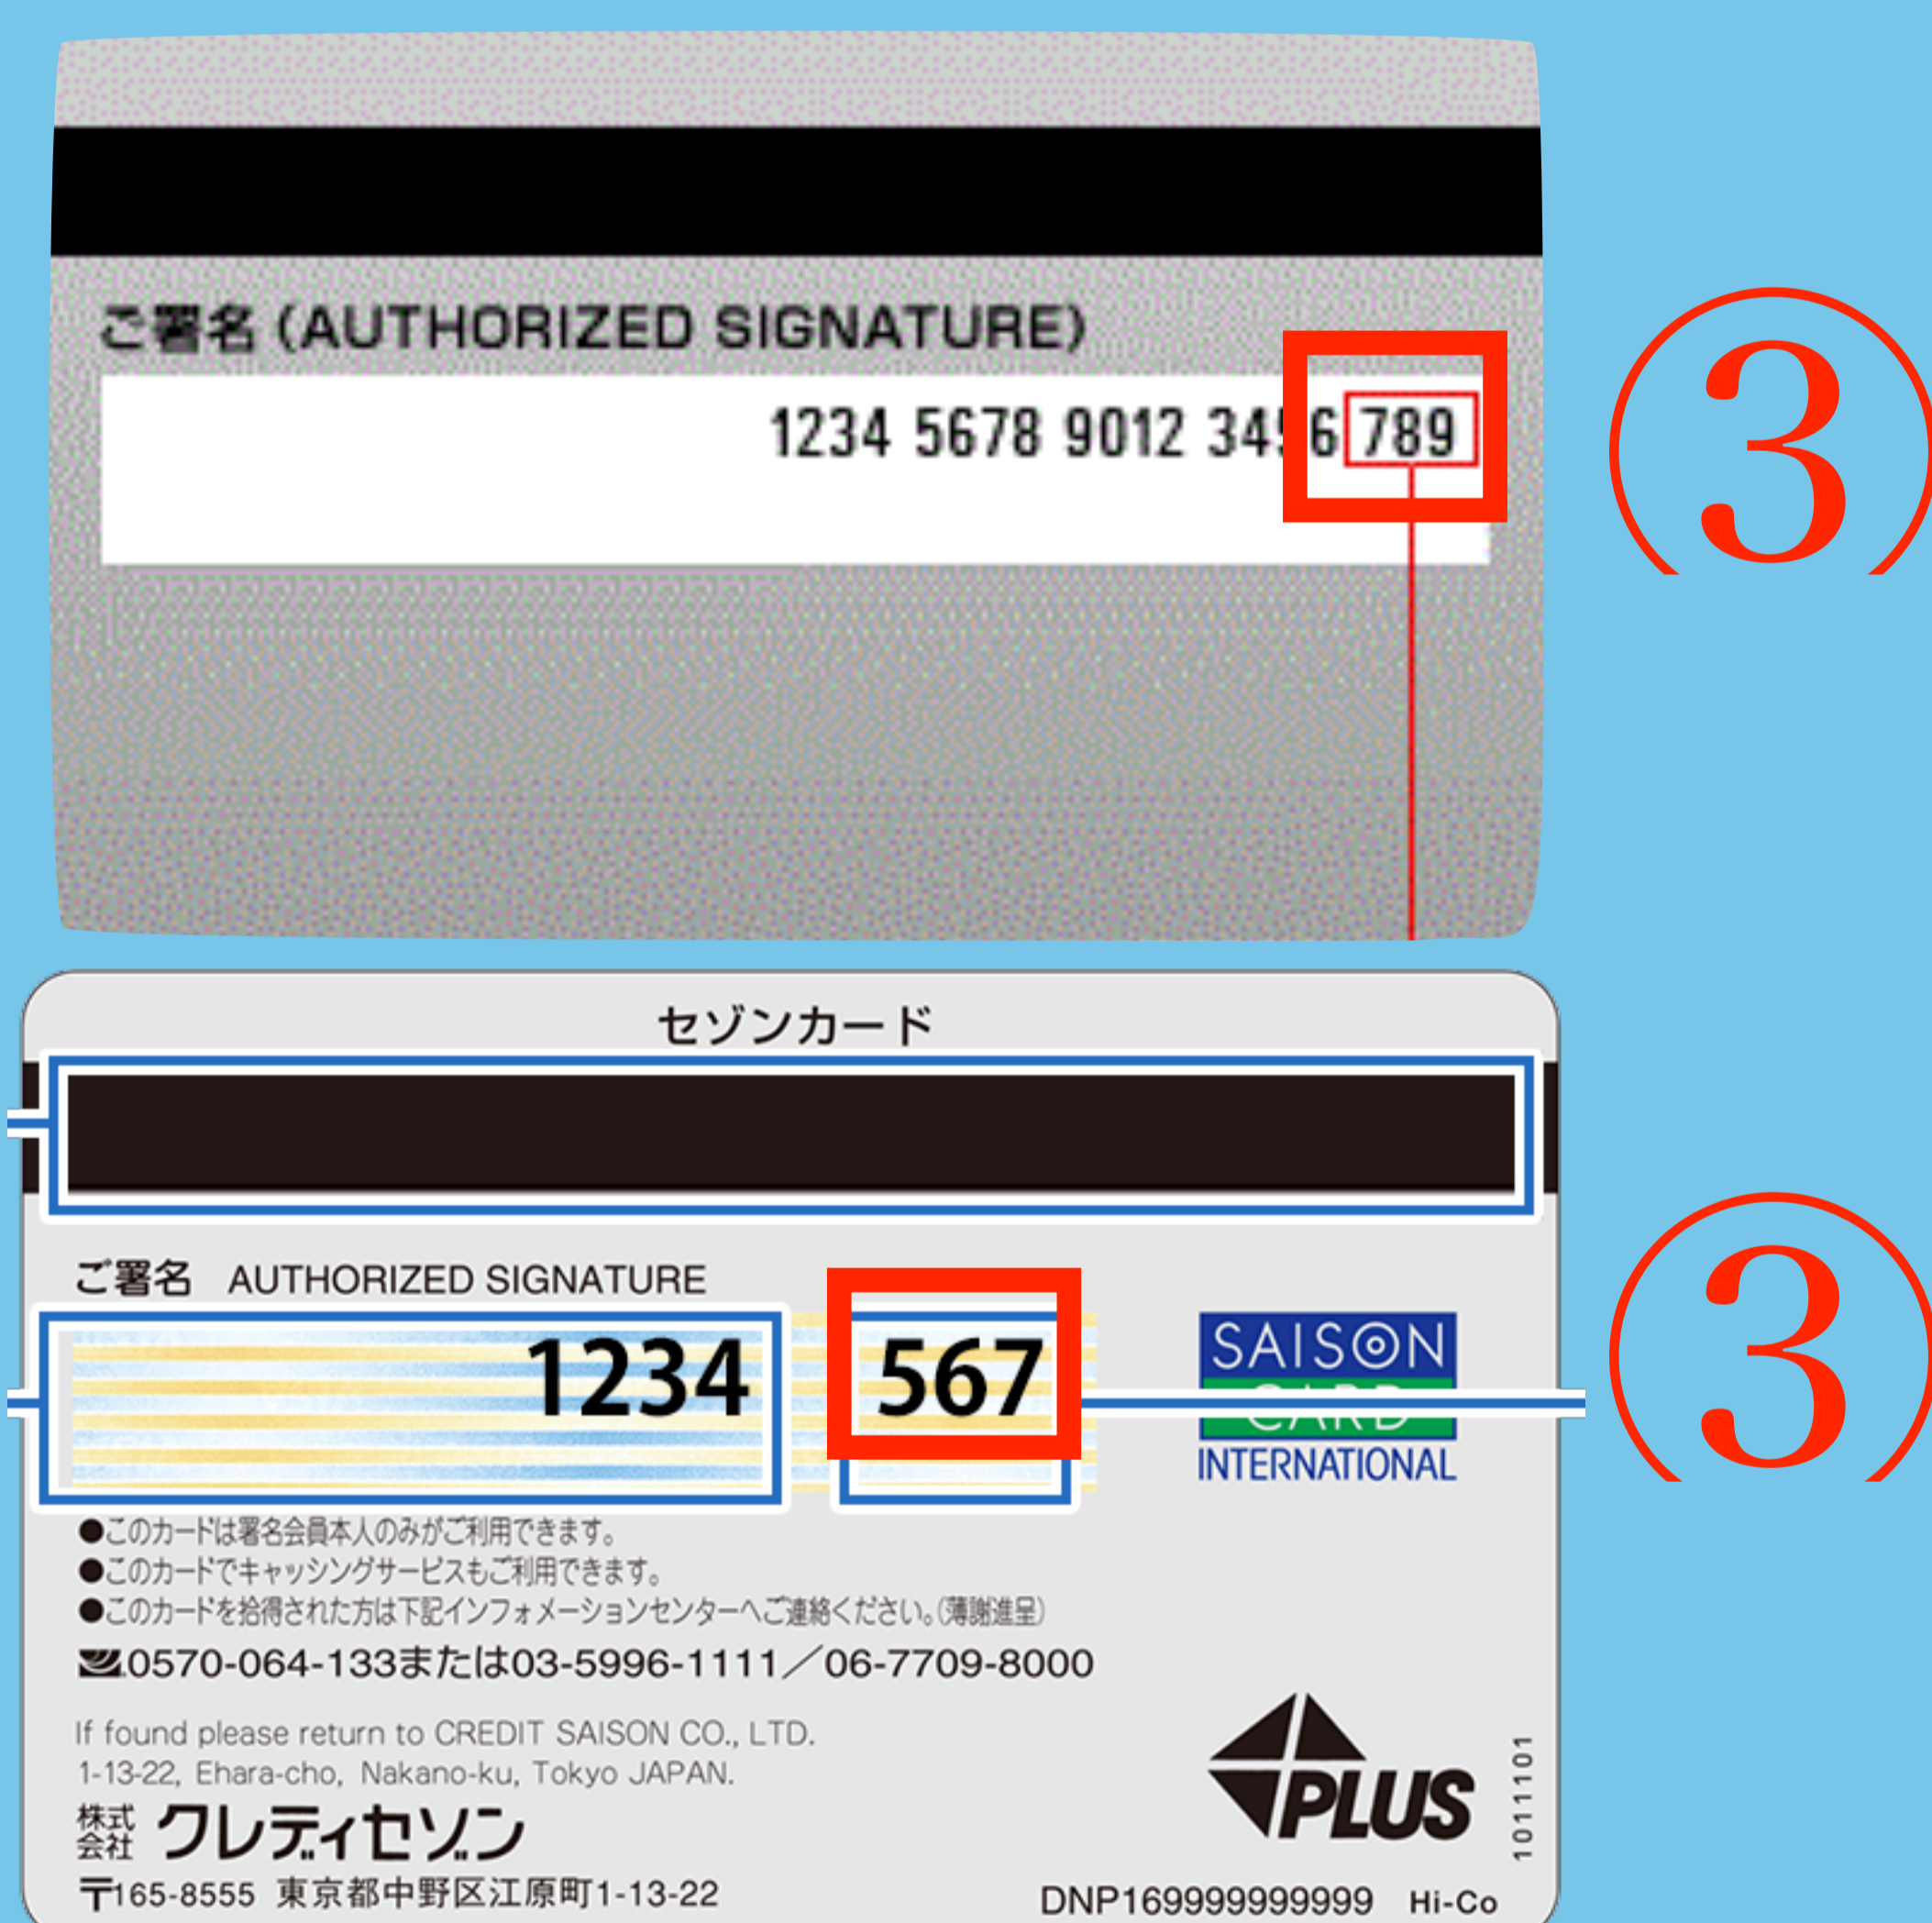 ご署名 (AUTHORIZED SIGNATURE)
1234 5678 9012 3456 789
③
セゾンカード
ご署名 AUTHORIZED SIGNATURE
1234 567
SAISON
CARD
INTERNATIONAL
③
●このカードは署名会員本人のみがご利用できます。
●このカードでキャッシングサービスもご利用できます。
●このカードを拾得された方は下記インフォメーションセンターへご連絡ください。(薄謝進呈)
0570-064-133または03-5996-1111／06-7709-8000
If found please return to CREDIT SAISON CO., LTD.
1-13-22, Ehara-cho, Nakano-ku, Tokyo JAPAN.
株式会社 クレディセゾン
〒165-8555 東京都中野区江原町1-13-22
PLUS
1011101
DNP169999999999 Hi-Co